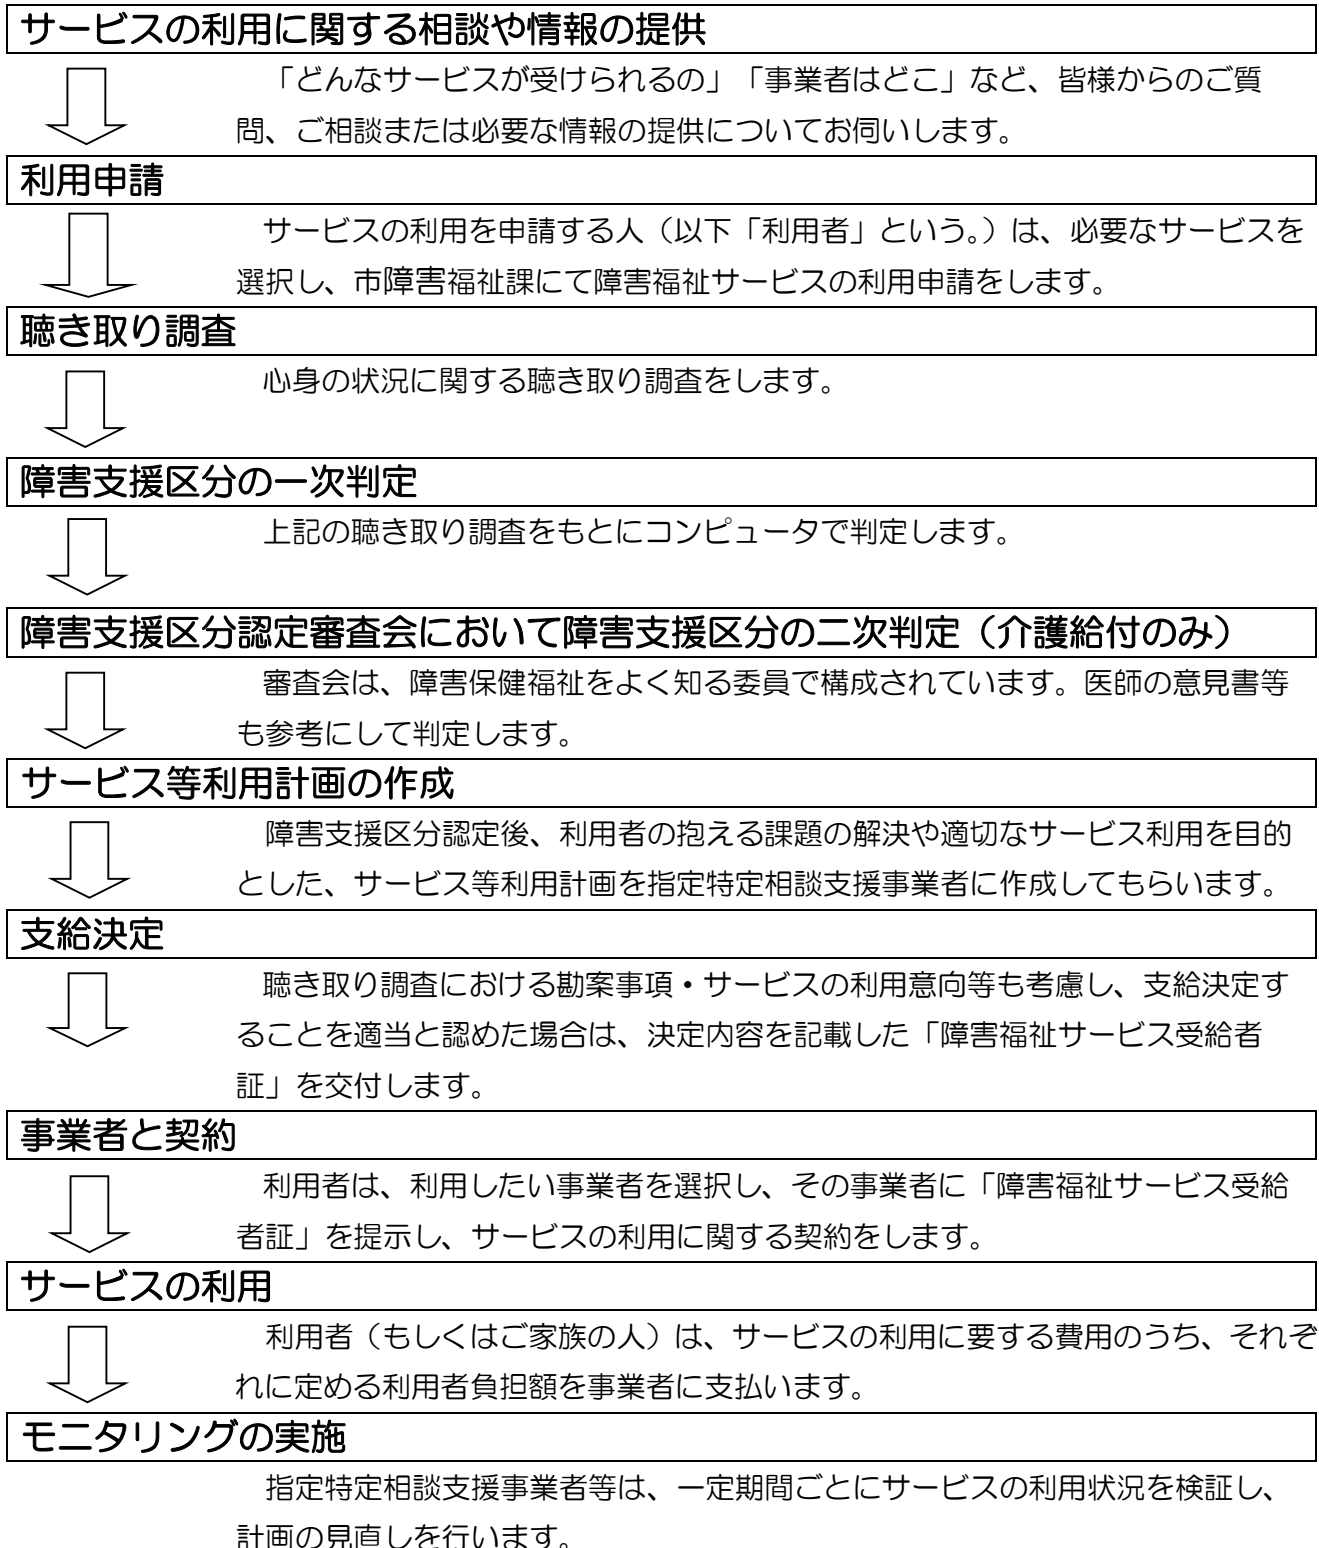 サービスの利用に関する相談や情報の提供
「どんなサービスが受けられるの」「事業者はどこ」など、皆様からのご質
問、ご相談または必要な情報の提供についてお伺いします。
利用申請
サービスの利用を申請する人（以下「利用者」という。）は、必要なサービスを
選択し、市障害福祉課にて障害福祉サービスの利用申請をします。
聴き取り調査
心身の状況に関する聴き取り調査をします。
障害支援区分の一次判定
上記の聴き取り調査をもとにコンピュータで判定します。
障害支援区分認定審査会において障害支援区分の二次判定（介護給付のみ）
審査会は、障害保健福祉をよく知る委員で構成されています。医師の意見書等
も参考にして判定します。
サービス等利用計画の作成
障害支援区分認定後、利用者の抱える課題の解決や適切なサービス利用を目的
とした、サービス等利用計画を指定特定相談支援事業者に作成してもらいます。
支給決定
聴き取り調査における勘案事項・サービスの利用意向等も考慮し、支給決定す
ることを適当と認めた場合は、決定内容を記載した「障害福祉サービス受給者
証」を交付します。
事業者と契約
利用者は、利用したい事業者を選択し、その事業者に「障害福祉サービス受給
者証」を提示し、サービスの利用に関する契約をします。
サービスの利用
利用者（もしくはご家族の人）は、サービスの利用に要する費用のうち、それぞ
れに定める利用者負担額を事業者に支払います。
モニタリングの実施
指定特定相談支援事業者等は、一定期間ごとにサービスの利用状況を検証し、
計画の見直しを行います。